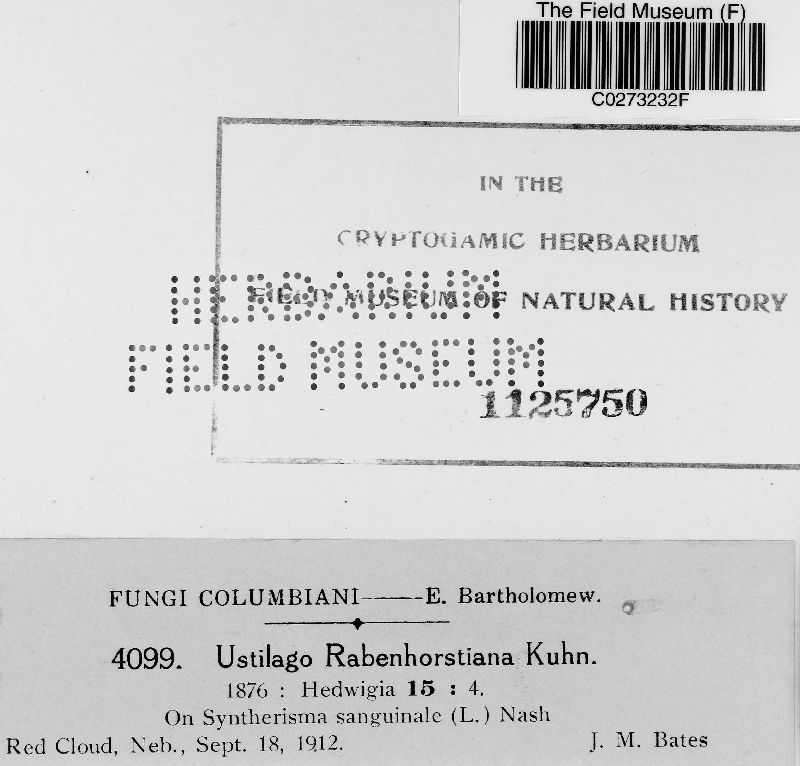 The Field Museum (F)
C0273232F
IN THE
CRYPTOGAMIC HERBARIUM
FIELD MUSEUM OF NATURAL HISTORY
HERBARIUM
FIELD MUSEUM
1125750
FUNGI COLUMBIANI——E. Bartholomew.
4099. Ustilago Rabenhorstiana Kuhn.
1876 : Hedwigia 15 : 4.
On Syntherisma sanguinale (L.) Nash
Red Cloud, Neb., Sept. 18, 1912. J. M. Bates